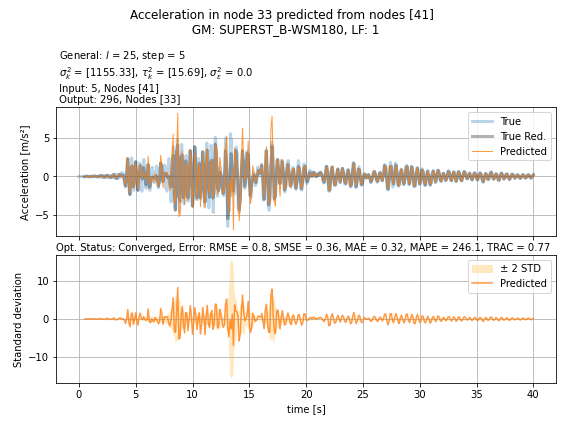 Acceleration in node 33 predicted from nodes [41]
GM: SUPERST_B-WSM180, LF: 1
General: l = 25, step = 5
σ²ₖ = [1155.33], τ²ₖ = [15.69], σ²_ε = 0.0
Input: 5, Nodes [41]
Output: 296, Nodes [33]
Acceleration [m/s²]
5
0
−5
True
True Red.
Predicted
Opt. Status: Converged, Error: RMSE = 0.8, SMSE = 0.36, MAE = 0.32, MAPE = 246.1, TRAC = 0.77
Standard deviation
10
0
−10
± 2 STD
Predicted
0 5 10 15 20 25 30 35 40
time [s]